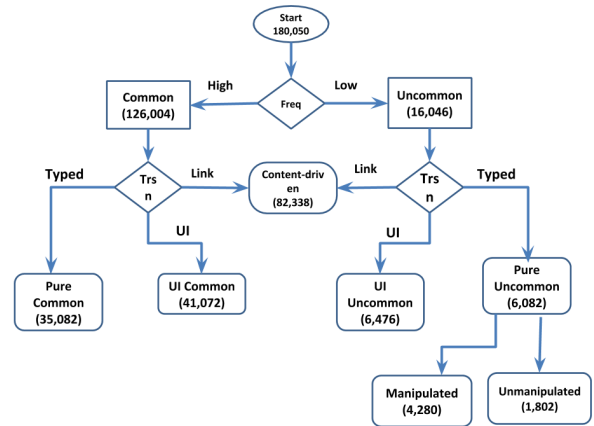 Start
180,050
High
Low
Freq
Common
(126,004)
Uncommon
(16,046)
Typed
Trs
n
Link
Content-driv
en
(82,338)
Link
Trs
n
Typed
UI
UI
Pure
Common
(35,082)
UI Common
(41,072)
UI
Uncommon
(6,476)
Pure
Uncommon
(6,082)
Manipulated
(4,280)
Unmanipulated
(1,802)